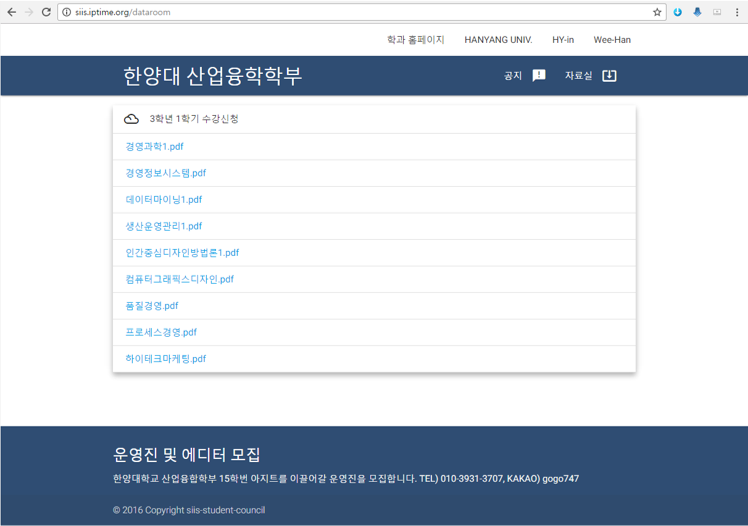 siis.iptime.org/dataroom
학과 홈페이지 HANYANG UNIV. HY-in Wee-Han
한양대 산업융학학부 공지 자료실
3학년 1학기 수강신청
경영과학1.pdf
경영정보시스템.pdf
데이터마이닝1.pdf
생산운영관리1.pdf
인간중심디자인방법론1.pdf
컴퓨터그래픽스디자인.pdf
품질경영.pdf
프로세스경영.pdf
하이테크마케팅.pdf
운영진 및 에디터 모집
한양대학교 산업융합학부 15학번 아지트를 이끌어갈 운영진을 모집합니다. TEL) 010-3931-3707, KAKAO) gogo747
© 2016 Copyright siis-student-council